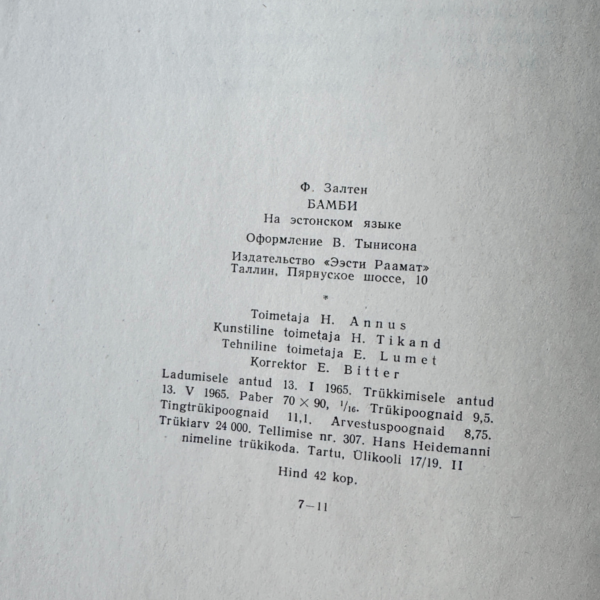 Ф. Залтен
БАМБИ
На эстонском языке
Оформление В. Тынисона
Издательство «Ээсти Раамат»
Таллин, Пярнуское шоссе, 10
*
Toimetaja H. Annus
Kunstiline toimetaja H. Tikand
Tehniline toimetaja E. Lumet
Korrektor E. Bitter
Ladumisele antud 13. I 1965. Trükkimisele antud
13. V 1965. Paber 70 × 90, 1/16. Trükipoognaid 9,5.
Tingtrükipoognaid 11,1. Arvestuspoognaid 8,75.
Trükiarv 24 000. Tellimise nr. 307. Hans Heidemanni
nimeline trükikoda. Tartu, Ülikooli 17/19. II
Hind 42 kop.
7—11